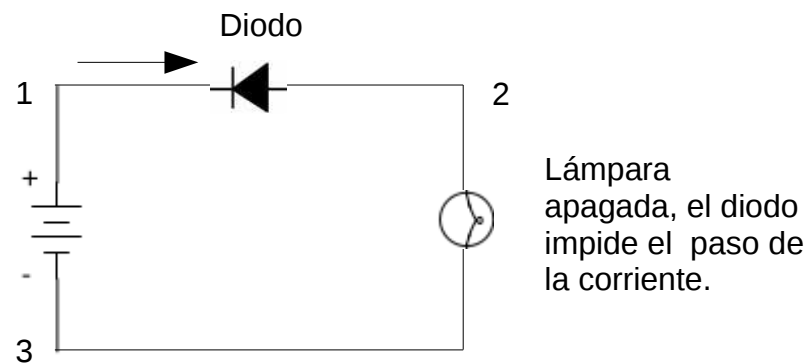 Diodo
1
2
+
Lámpara
apagada, el diodo
impide el paso de
la corriente.
-
3